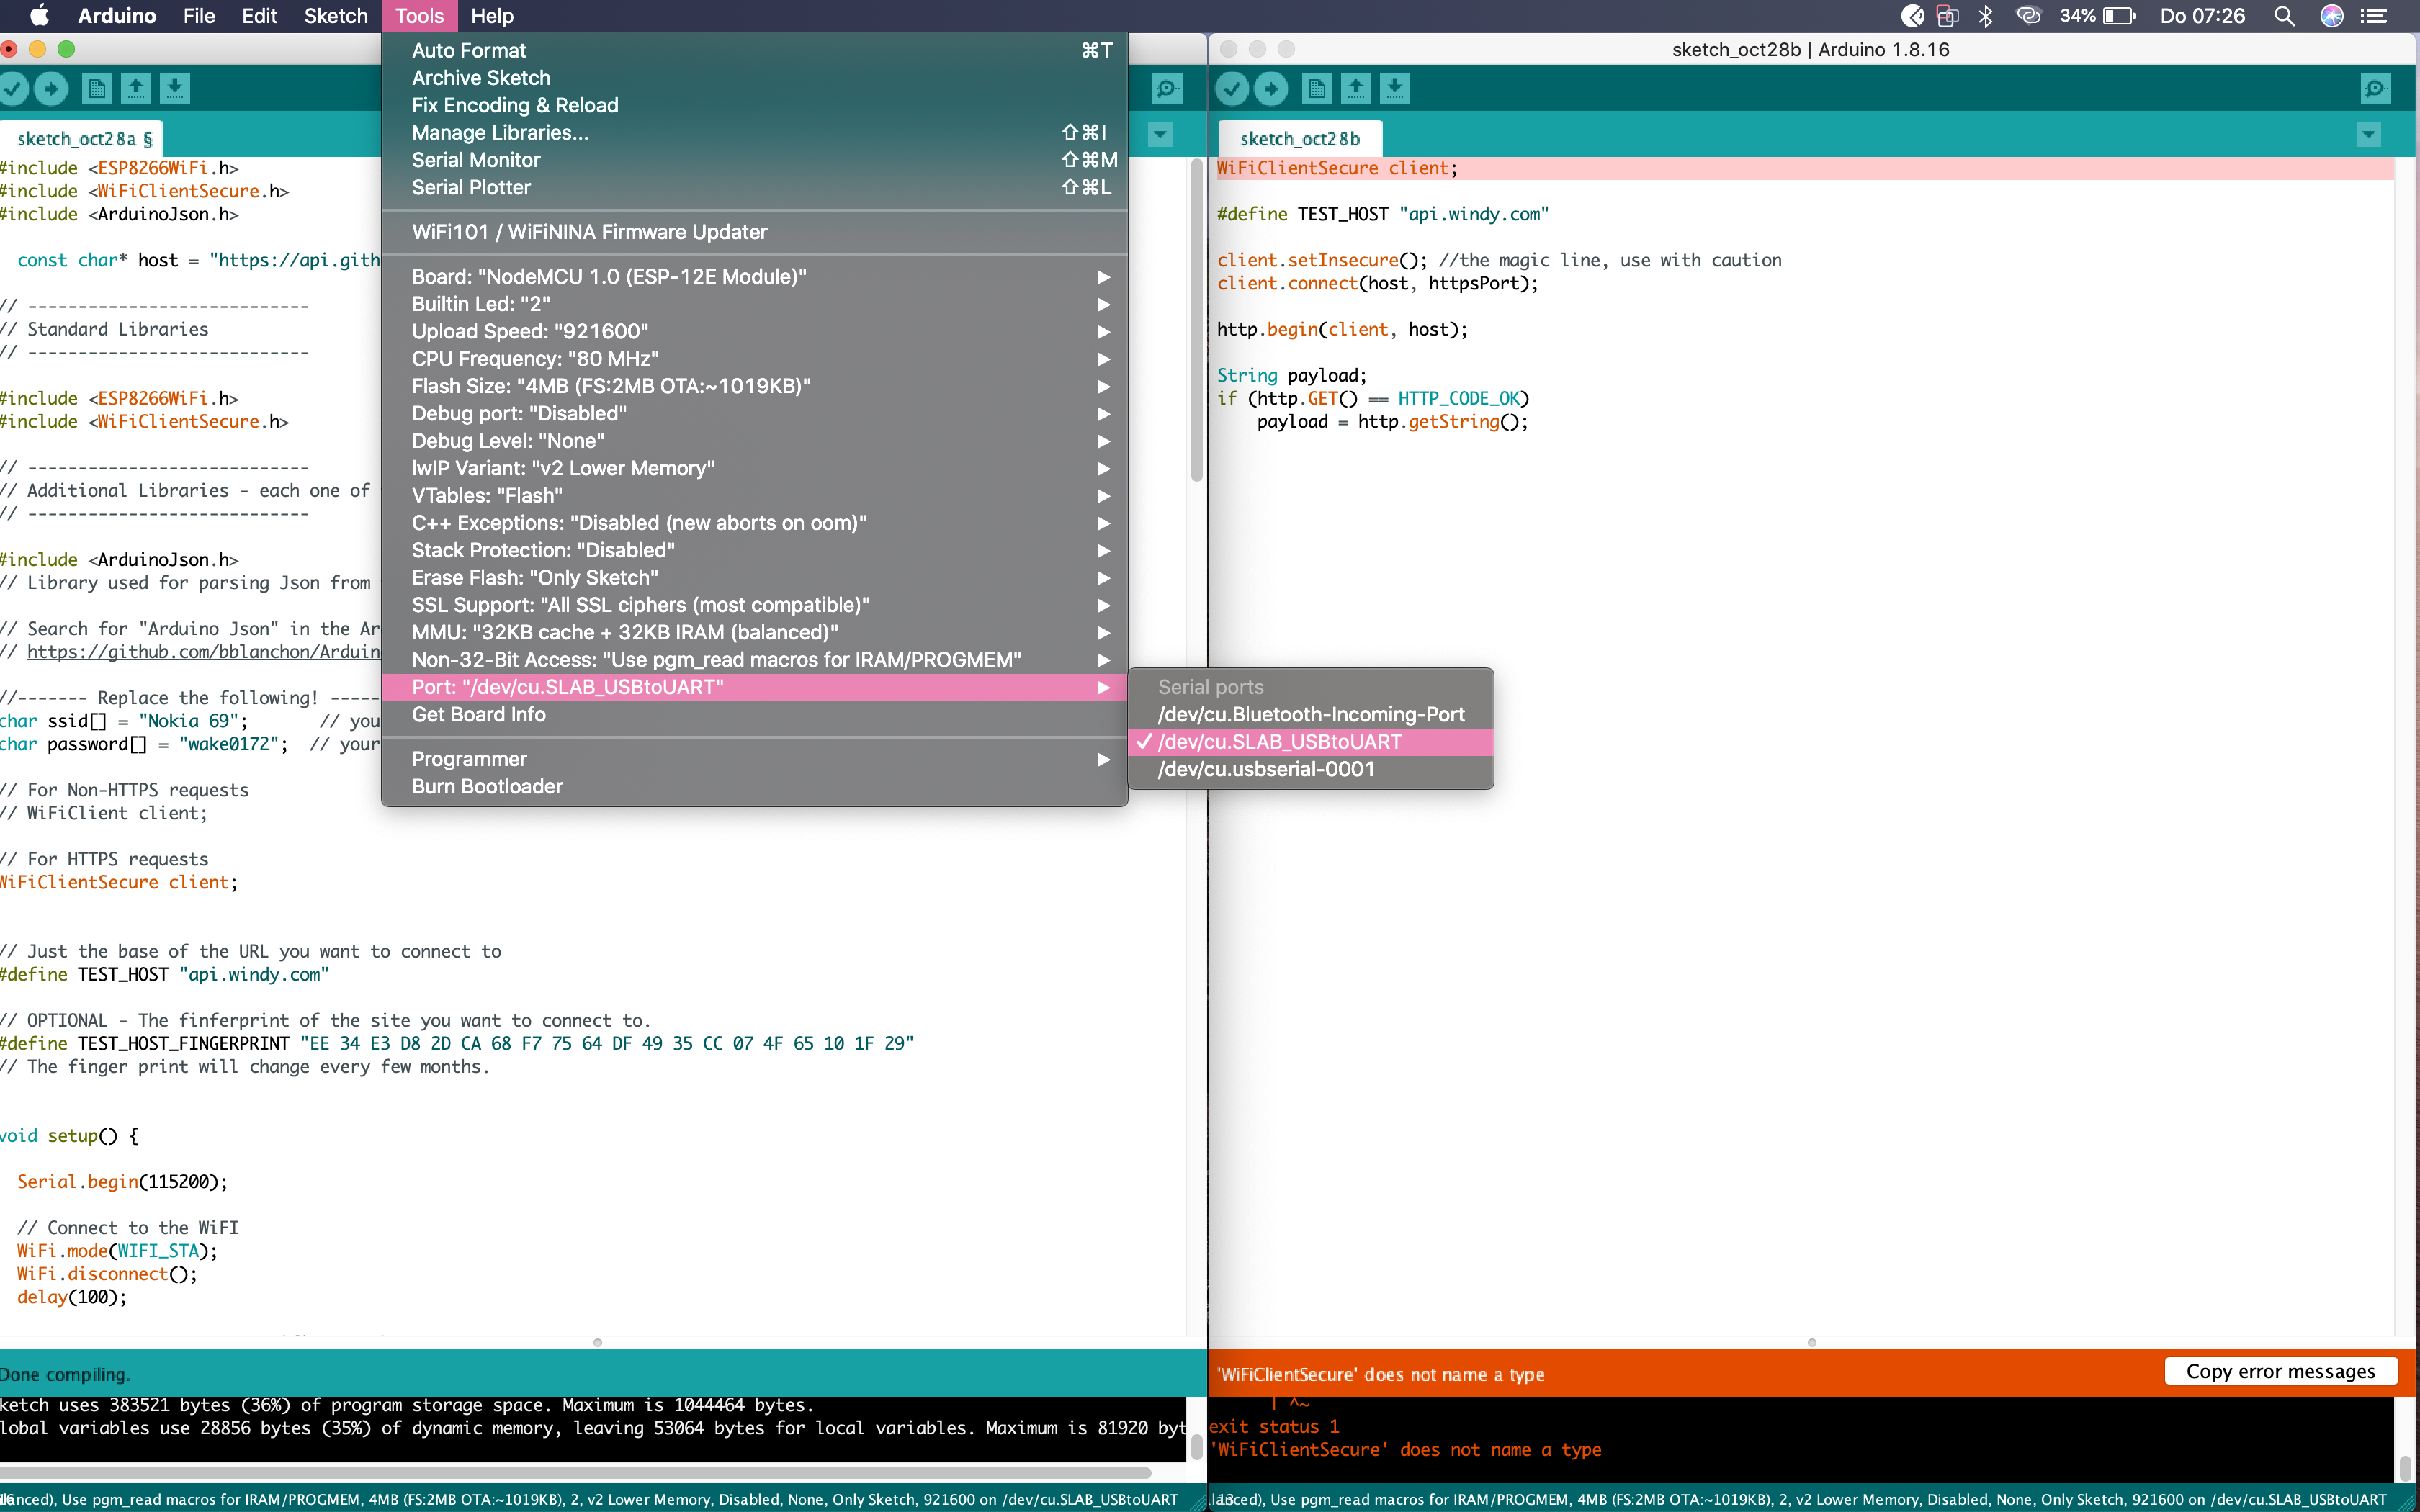 Arduino File Edit Sketch Tools Help
34% Do 07:26
Auto Format ⌘T
Archive Sketch
Fix Encoding & Reload
Manage Libraries... ⇧⌘I
Serial Monitor ⇧⌘M
Serial Plotter ⇧⌘L
WiFi101 / WiFiNINA Firmware Updater
Board: "NodeMCU 1.0 (ESP-12E Module)"
Builtin Led: "2"
Upload Speed: "921600"
CPU Frequency: "80 MHz"
Flash Size: "4MB (FS:2MB OTA:~1019KB)"
Debug port: "Disabled"
Debug Level: "None"
lwIP Variant: "v2 Lower Memory"
VTables: "Flash"
C++ Exceptions: "Disabled (new aborts on oom)"
Stack Protection: "Disabled"
Erase Flash: "Only Sketch"
SSL Support: "All SSL ciphers (most compatible)"
MMU: "32KB cache + 32KB IRAM (balanced)"
Non-32-Bit Access: "Use pgm_read macros for IRAM/PROGMEM"
Port: "/dev/cu.SLAB_USBtoUART"
Get Board Info
Programmer
Burn Bootloader
Serial ports
/dev/cu.Bluetooth-Incoming-Port
✓ /dev/cu.SLAB_USBtoUART
/dev/cu.usbserial-0001
sketch_oct28a §
#include <ESP8266WiFi.h>
#include <WiFiClientSecure.h>
#include <ArduinoJson.h>
const char* host = "https://api.gith
// ----------------------------
// Standard Libraries
// ----------------------------
#include <ESP8266WiFi.h>
#include <WiFiClientSecure.h>
// ----------------------------
// Additional Libraries - each one of
// ----------------------------
#include <ArduinoJson.h>
// Library used for parsing Json from
// Search for "Arduino Json" in the Ar
// https://github.com/bblanchon/Arduin
//------- Replace the following! -----
char ssid[] = "Nokia 69"; // you
char password[] = "wake0172"; // your
// For Non-HTTPS requests
// WiFiClient client;
// For HTTPS requests
WiFiClientSecure client;
// Just the base of the URL you want to connect to
#define TEST_HOST "api.windy.com"
// OPTIONAL - The finferprint of the site you want to connect to.
#define TEST_HOST_FINGERPRINT "EE 34 E3 D8 2D CA 68 F7 75 64 DF 49 35 CC 07 4F 65 10 1F 29"
// The finger print will change every few months.
void setup() {
Serial.begin(115200);
// Connect to the WiFI
WiFi.mode(WIFI_STA);
WiFi.disconnect();
delay(100);
Done compiling.
ketch uses 383521 bytes (36%) of program storage space. Maximum is 1044464 bytes.
lobal variables use 28856 bytes (35%) of dynamic memory, leaving 53064 bytes for local variables. Maximum is 81920 byt
anced), Use pgm_read macros for IRAM/PROGMEM, 4MB (FS:2MB OTA:~1019KB), 2, v2 Lower Memory, Disabled, None, Only Sketch, 921600 on /dev/cu.SLAB_USBtoUART
sketch_oct28b | Arduino 1.8.16
sketch_oct28b
WiFiClientSecure client;
#define TEST_HOST "api.windy.com"
client.setInsecure(); //the magic line, use with caution
client.connect(host, httpsPort);
http.begin(client, host);
String payload;
if (http.GET() == HTTP_CODE_OK)
payload = http.getString();
'WiFiClientSecure' does not name a type
Copy error messages
| ^~
exit status 1
'WiFiClientSecure' does not name a type
anced), Use pgm_read macros for IRAM/PROGMEM, 4MB (FS:2MB OTA:~1019KB), 2, v2 Lower Memory, Disabled, None, Only Sketch, 921600 on /dev/cu.SLAB_USBtoUART